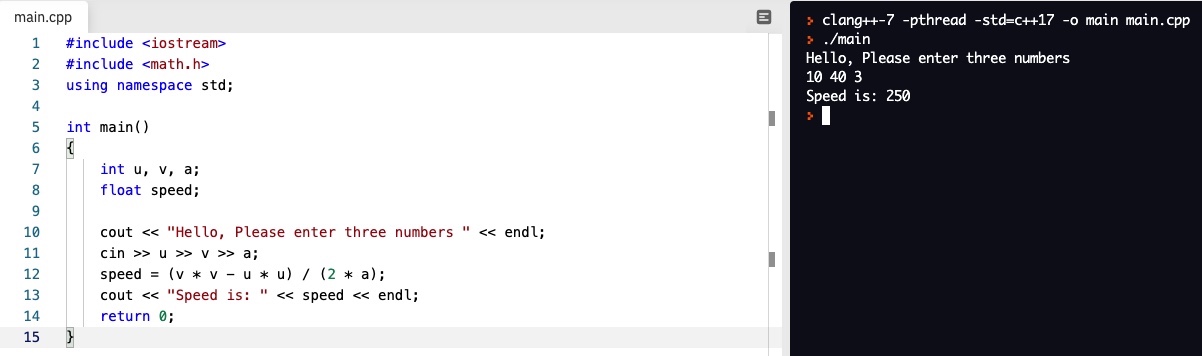 main.cpp
1 #include <iostream>
2 #include <math.h>
3 using namespace std;
4
5 int main()
6 {
7 int u, v, a;
8 float speed;
9
10 cout << "Hello, Please enter three numbers " << endl;
11 cin >> u >> v >> a;
12 speed = (v * v - u * u) / (2 * a);
13 cout << "Speed is: " << speed << endl;
14 return 0;
15 }
> clang++-7 -pthread -std=c++17 -o main main.cpp
> ./main
Hello, Please enter three numbers
10 40 3
Speed is: 250
>